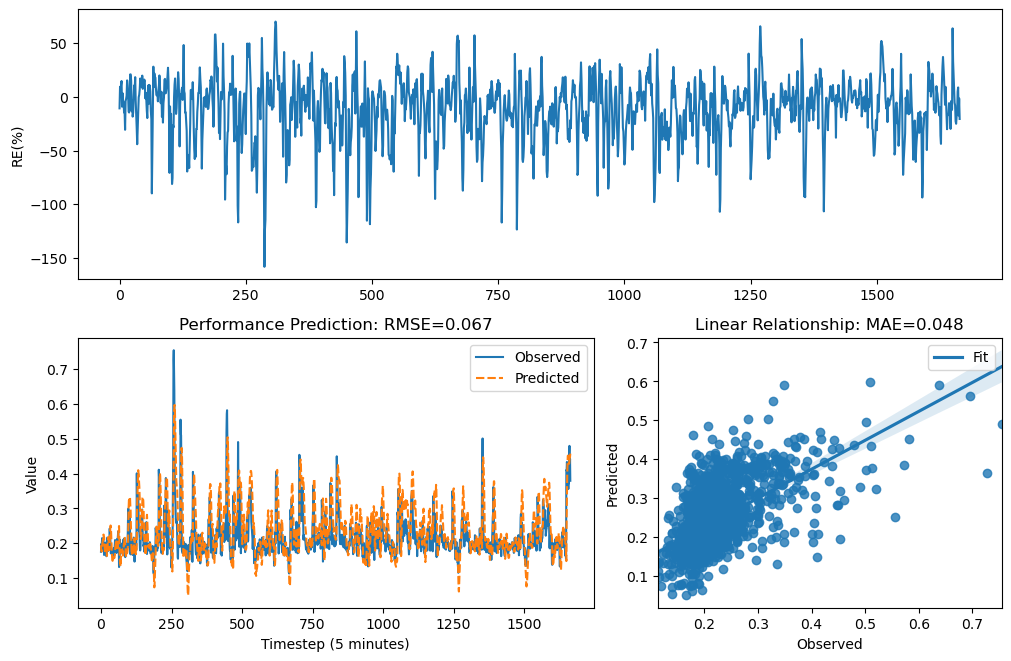 RE(%)
50
0
−50
−100
−150
0 250 500 750 1000 1250 1500
Performance Prediction: RMSE=0.067
Value
0.7
0.6
0.5
0.4
0.3
0.2
0.1
Observed
Predicted
0 250 500 750 1000 1250 1500
Timestep (5 minutes)
Linear Relationship: MAE=0.048
Predicted
0.7
0.6
0.5
0.4
0.3
0.2
0.1
Fit
0.2 0.3 0.4 0.5 0.6 0.7
Observed